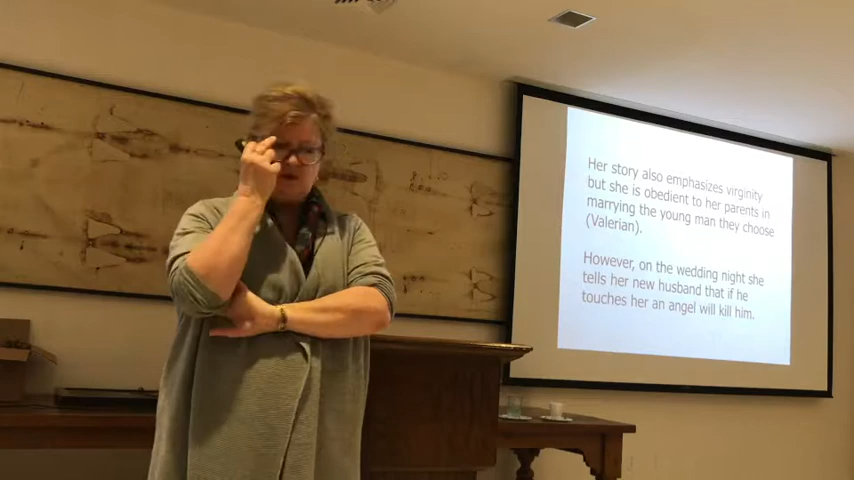 Her story also emphasizes virginity
but she is obedient to her parents in
marrying the young man they choose
(Valerian).
However, on the wedding night she
tells her new husband that if he
touches her an angel will kill him.